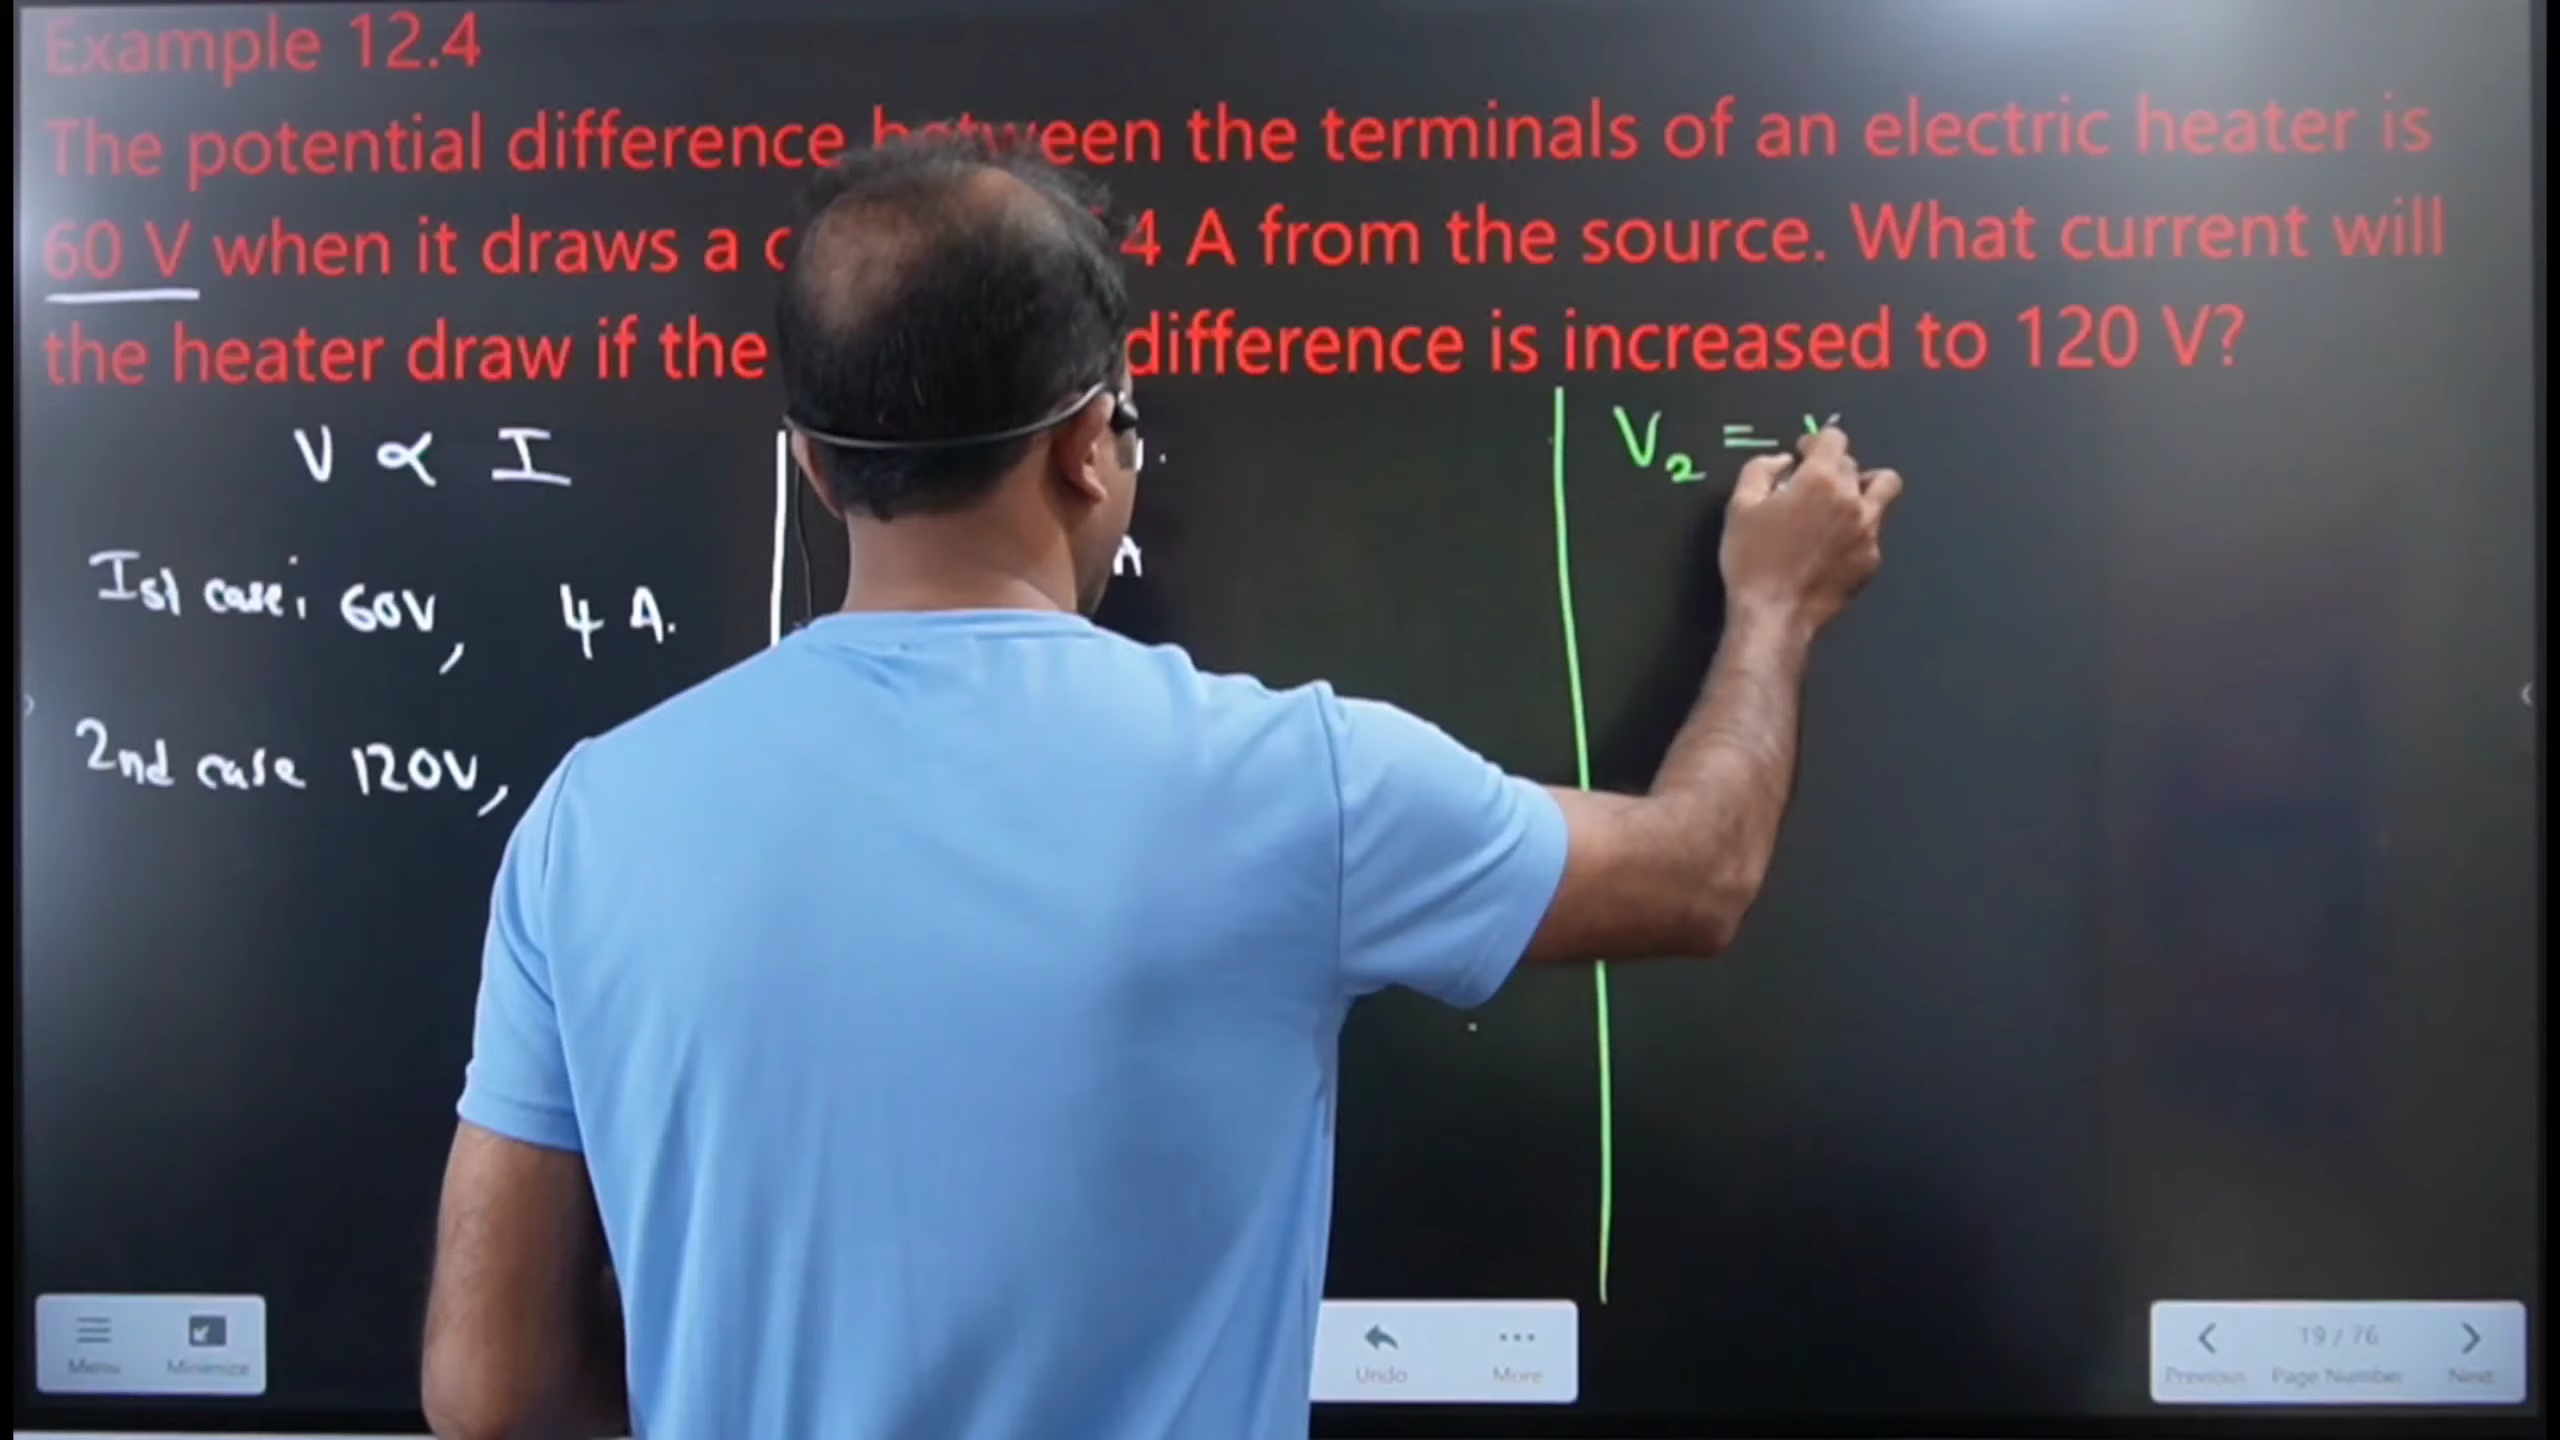 Example 12.4
The potential difference between the terminals of an electric heater is
60 V when it draws a 4 A from the source. What current will
the heater draw if the difference is increased to 120 V?
V ∝ I
Ist case; 60V, 4 A.
2nd case 120V,
V₂ =
A
Menu
Minimize
Undo
More
Previous
19 / 76
Page Number
Next